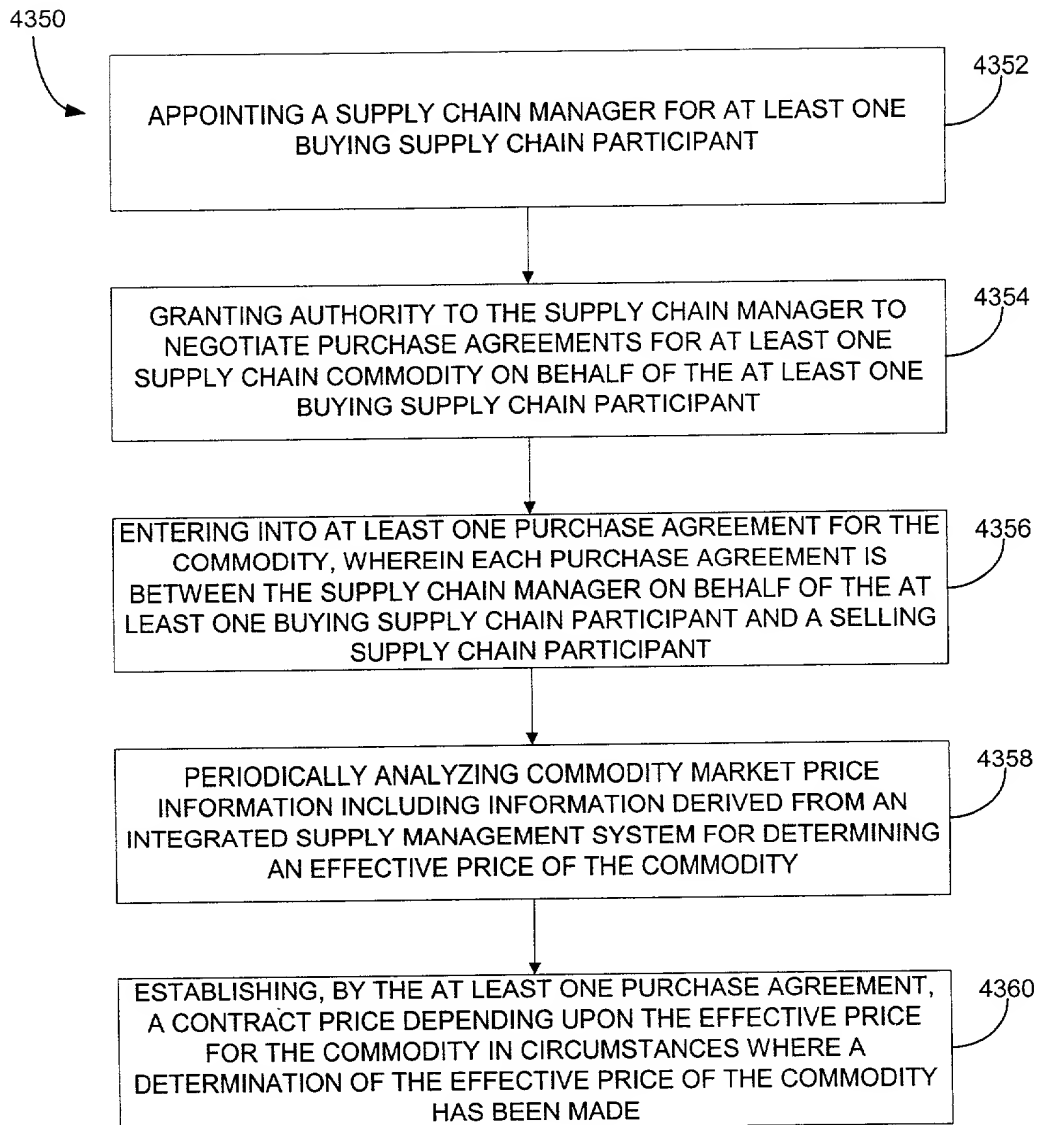 4350
4352
APPOINTING A SUPPLY CHAIN MANAGER FOR AT LEAST ONE
BUYING SUPPLY CHAIN PARTICIPANT
4354
GRANTING AUTHORITY TO THE SUPPLY CHAIN MANAGER TO
NEGOTIATE PURCHASE AGREEMENTS FOR AT LEAST ONE
SUPPLY CHAIN COMMODITY ON BEHALF OF THE AT LEAST ONE
BUYING SUPPLY CHAIN PARTICIPANT
4356
ENTERING INTO AT LEAST ONE PURCHASE AGREEMENT FOR THE
COMMODITY, WHEREIN EACH PURCHASE AGREEMENT IS
BETWEEN THE SUPPLY CHAIN MANAGER ON BEHALF OF THE AT
LEAST ONE BUYING SUPPLY CHAIN PARTICIPANT AND A SELLING
SUPPLY CHAIN PARTICIPANT
4358
PERIODICALLY ANALYZING COMMODITY MARKET PRICE
INFORMATION INCLUDING INFORMATION DERIVED FROM AN
INTEGRATED SUPPLY MANAGEMENT SYSTEM FOR DETERMINING
AN EFFECTIVE PRICE OF THE COMMODITY
4360
ESTABLISHING, BY THE AT LEAST ONE PURCHASE AGREEMENT,
A CONTRACT PRICE DEPENDING UPON THE EFFECTIVE PRICE
FOR THE COMMODITY IN CIRCUMSTANCES WHERE A
DETERMINATION OF THE EFFECTIVE PRICE OF THE COMMODITY
HAS BEEN MADE